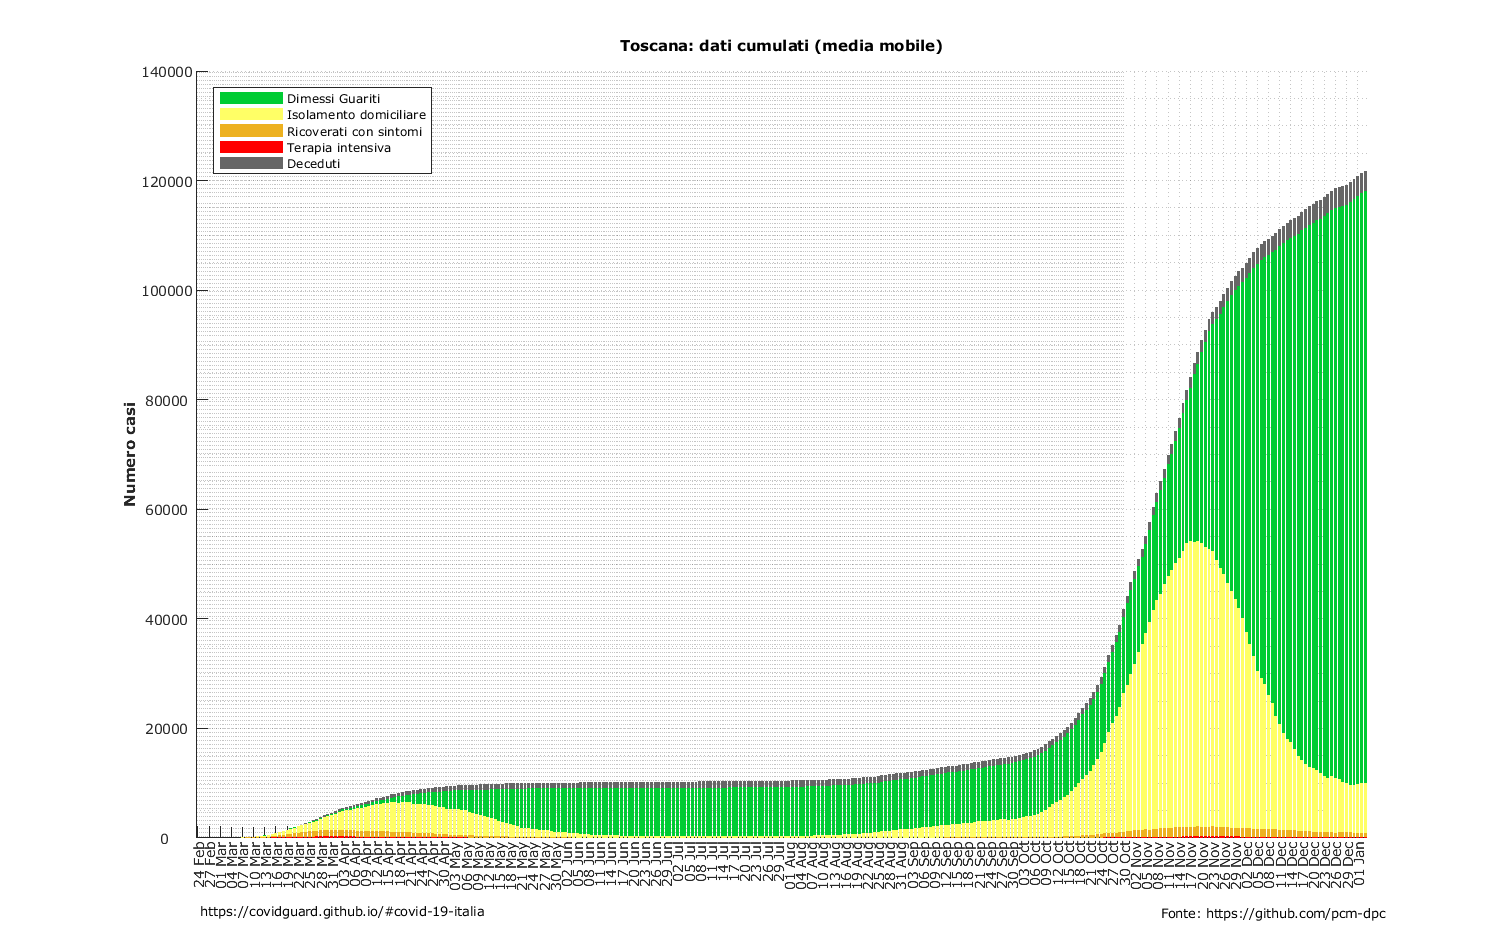 Toscana: dati cumulati (media mobile)
140000
120000
100000
80000
60000
40000
20000
0
Numero casi
Dimessi Guariti
Isolamento domiciliare
Ricoverati con sintomi
Terapia intensiva
Deceduti
24 Feb
27 Feb
01 Mar
04 Mar
07 Mar
10 Mar
13 Mar
16 Mar
19 Mar
22 Mar
25 Mar
28 Mar
31 Mar
03 Apr
06 Apr
09 Apr
12 Apr
15 Apr
18 Apr
21 Apr
24 Apr
27 Apr
30 Apr
03 May
06 May
09 May
12 May
15 May
18 May
21 May
24 May
27 May
30 May
02 Jun
05 Jun
08 Jun
11 Jun
14 Jun
17 Jun
20 Jun
23 Jun
26 Jun
29 Jun
02 Jul
05 Jul
08 Jul
11 Jul
14 Jul
17 Jul
20 Jul
23 Jul
26 Jul
29 Jul
01 Aug
04 Aug
07 Aug
10 Aug
13 Aug
16 Aug
19 Aug
22 Aug
25 Aug
28 Aug
31 Aug
03 Sep
06 Sep
09 Sep
12 Sep
15 Sep
18 Sep
21 Sep
24 Sep
27 Sep
30 Sep
03 Oct
06 Oct
09 Oct
12 Oct
15 Oct
18 Oct
21 Oct
24 Oct
27 Oct
30 Oct
02 Nov
05 Nov
08 Nov
11 Nov
14 Nov
17 Nov
20 Nov
23 Nov
26 Nov
29 Nov
02 Dec
05 Dec
08 Dec
11 Dec
14 Dec
17 Dec
20 Dec
23 Dec
26 Dec
29 Dec
01 Jan
https://covidguard.github.io/#covid-19-italia
Fonte: https://github.com/pcm-dpc